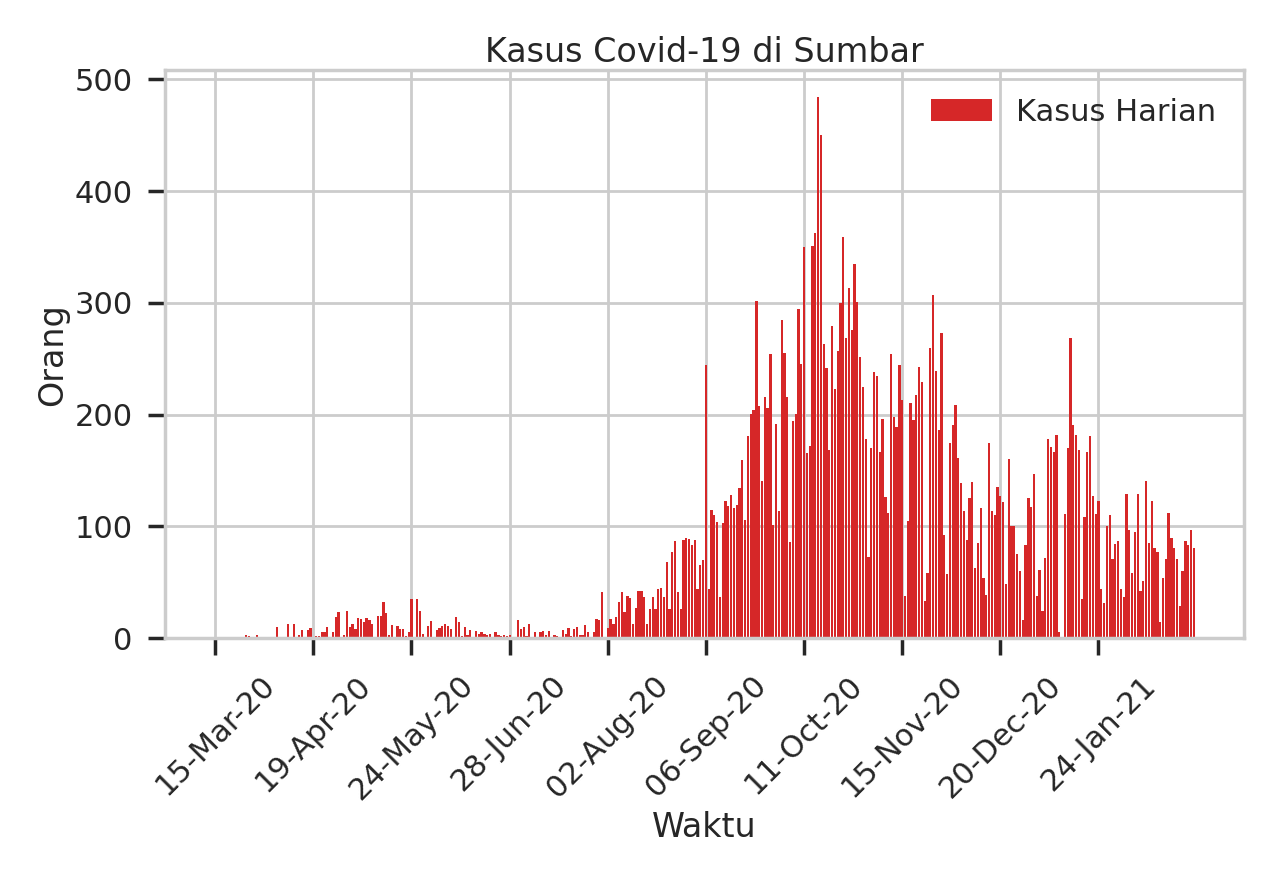 Kasus Covid-19 di Sumbar
Kasus Harian
Orang
500
400
300
200
100
0
15-Mar-20
19-Apr-20
24-May-20
28-Jun-20
02-Aug-20
06-Sep-20
11-Oct-20
15-Nov-20
20-Dec-20
24-Jan-21
Waktu